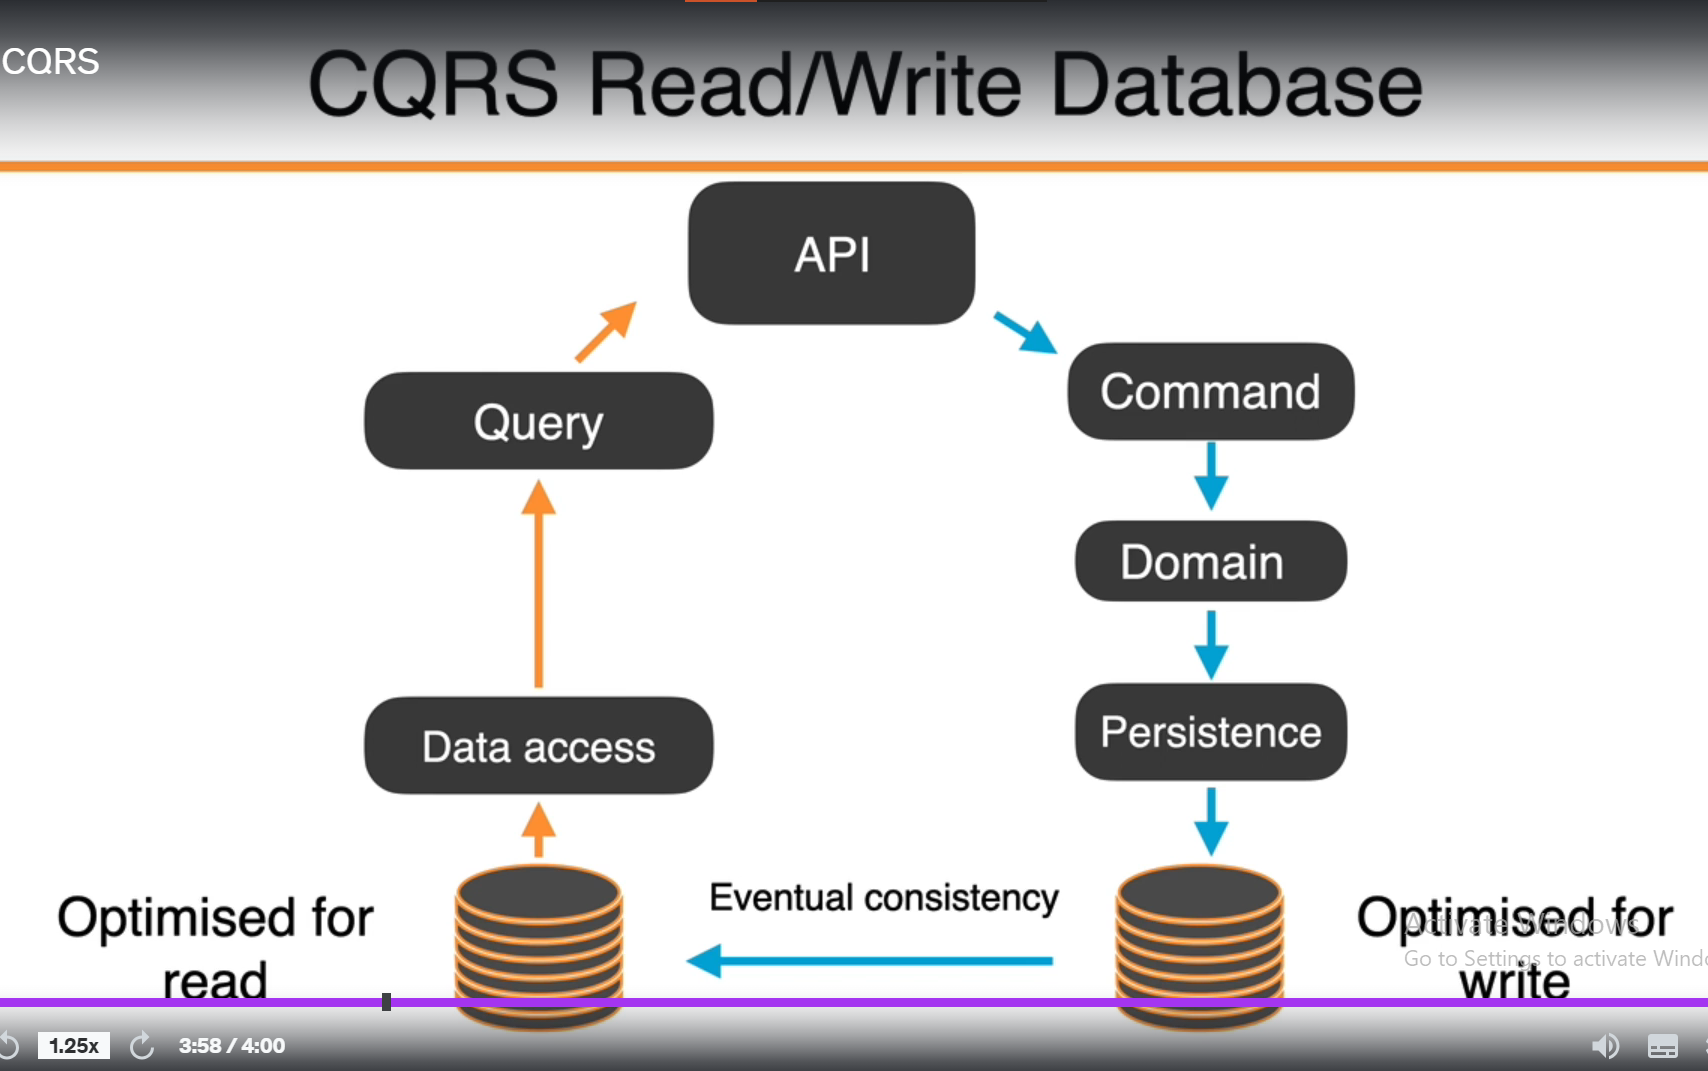 CQRS
CQRS Read/Write Database
API
Query
Command
Domain
Data access
Persistence
Optimised for
read
Eventual consistency
Optimised for
write
Activate Windows
Go to Settings to activate
1.25x
3:58 / 4:00